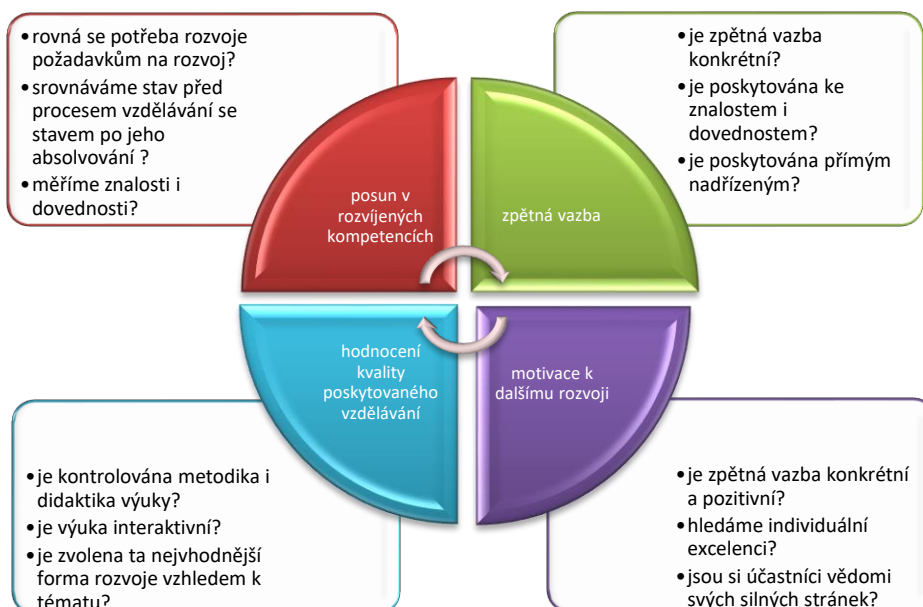 •rovná se potřeba rozvoje
požadavkům na rozvoj?
•srovnáváme stav před
procesem vzdělávání se
stavem po jeho
absolvování ?
•měříme znalosti i
dovednosti?
•je zpětná vazba
konkrétní?
•je poskytována ke
znalostem i
dovednostem?
•je poskytována přímým
nadřízeným?
posun v
rozvíjených
kompetencích
zpětná vazba
hodnocení
kvality
poskytovaného
vzdělávání
motivace k
dalšímu rozvoji
•je kontrolována metodika i
didaktika výuky?
•je výuka interaktivní?
•je zvolena ta nejvhodnější
forma rozvoje vzhledem k
tématu?
•je zpětná vazba konkrétní
a pozitivní?
•hledáme individuální
excelenci?
•jsou si účastníci vědomi
svých silných stránek?